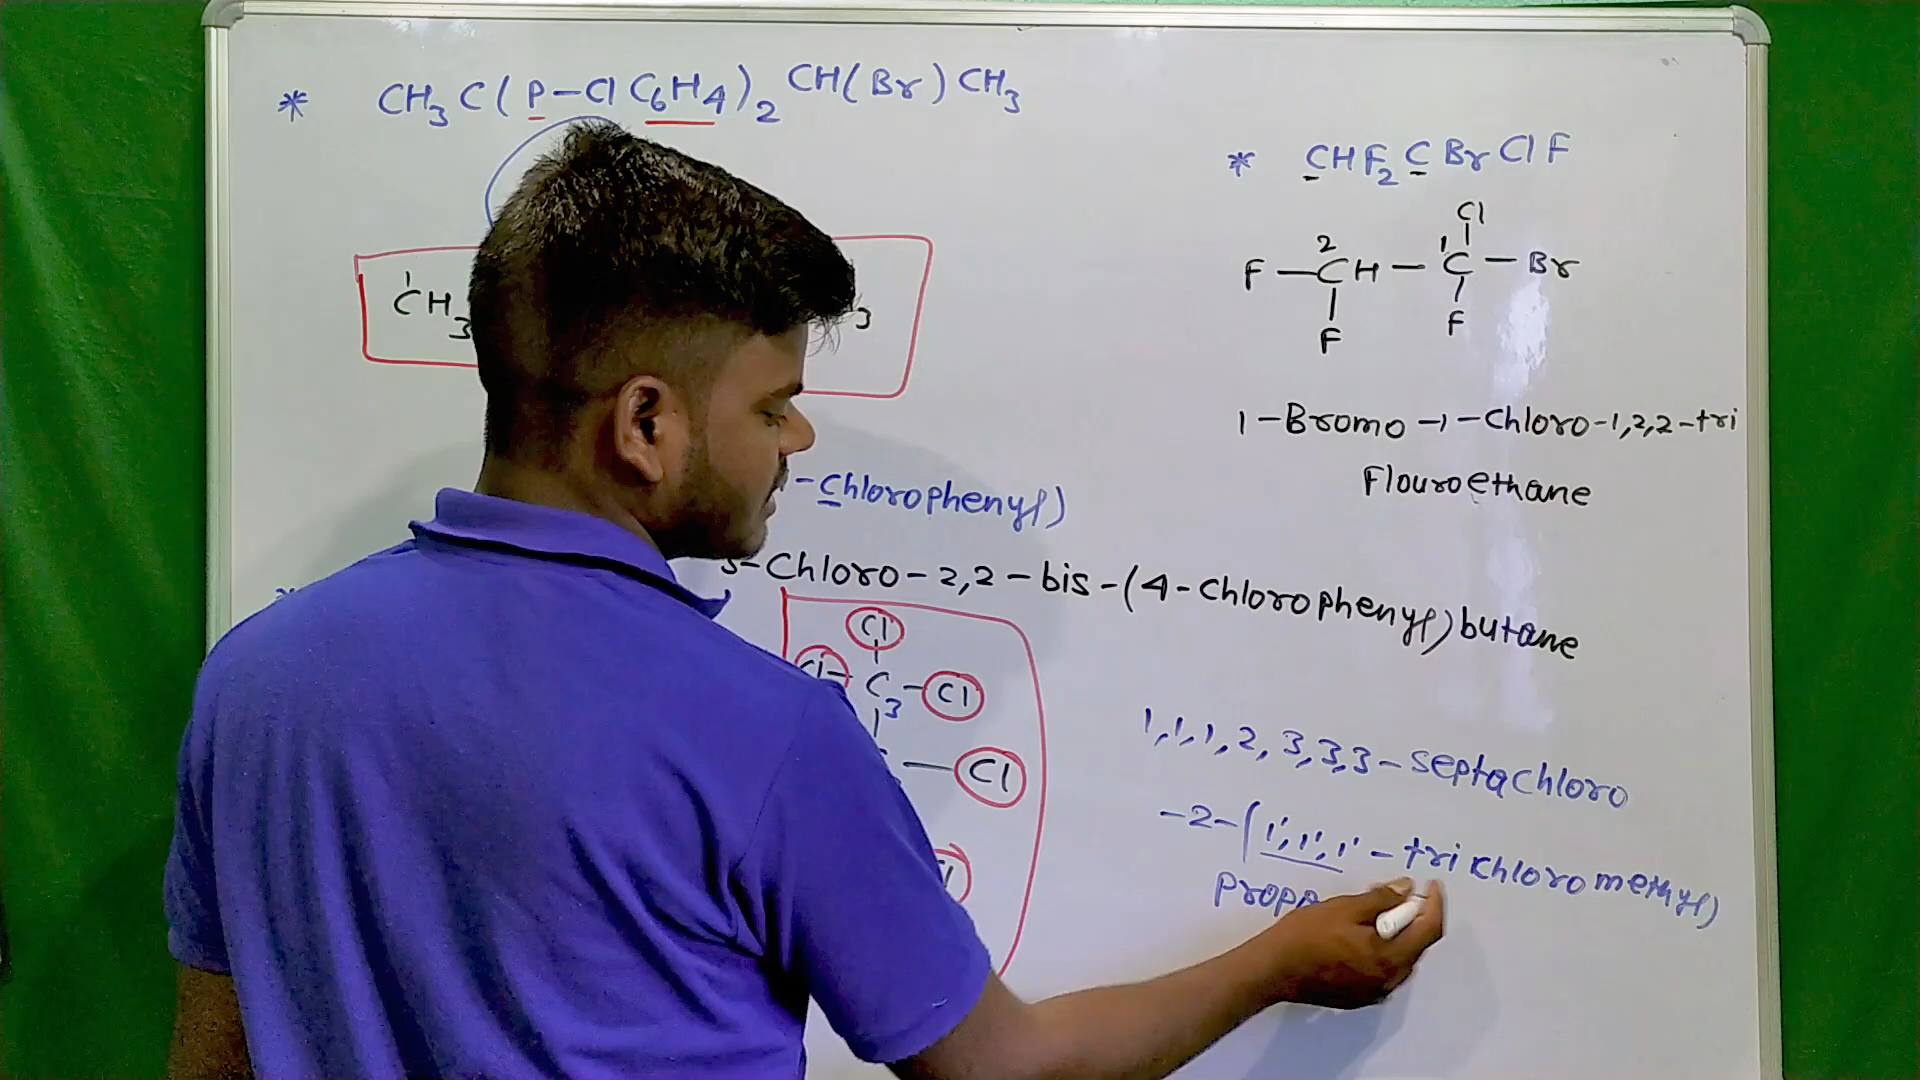 * CH3 C ( P-Cl C6H4 )2 CH(Br) CH3
1
CH3
3
-Chlorophenyl)
3-Chloro-2,2-bis-(4-Chlorophenyl)butane
Cl
Cl- C -Cl
3
— Cl
* CHF2 C Br Cl F
Cl
2 1
F — CH — C — Br
F F
1-Bromo-1-Chloro-1,2,2-tri
Flouroethane
1,1,1,2,3,3,3-septachloro
-2-(1',1',1'-trichloromethyl)
Propa